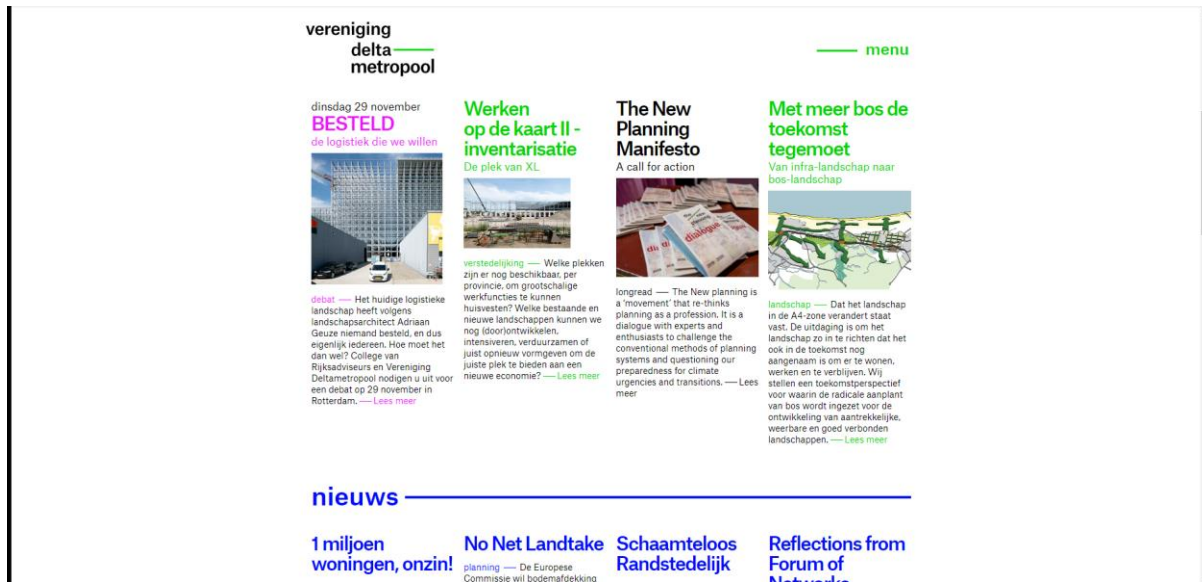 vereniging
delta
metropool
menu
dinsdag 29 november
BESTELD
de logistiek die we willen
debat — Het huidige logistieke
landschap heeft volgens
landschapsarchitect Adriaan
Geuze niemand besteld, en dus
eigenlijk iedereen. Hoe moet het
dan wel? College van
Rijksadviseurs en Vereniging
Deltametropool nodigen u uit voor
een debat op 29 november in
Rotterdam. — Lees meer
Werken
op de kaart II -
inventarisatie
De plek van XL
verstedelijking — Welke plekken
zijn er nog beschikbaar, per
provincie, om grootschalige
werkfuncties te kunnen
huisvesten? Welke bestaande en
nieuwe landschappen kunnen we
nog (door)ontwikkelen,
intensiveren, verduurzamen of
juist opnieuw vormgeven om de
juiste plek te bieden aan een
nieuwe economie? — Lees meer
The New
Planning
Manifesto
A call for action
dialogue
longread — The New planning is
a 'movement' that re-thinks
planning as a profession. It is a
dialogue with experts and
enthusiasts to challenge the
conventional methods of planning
systems and questioning our
preparedness for climate
urgencies and transitions. — Lees
meer
Met meer bos de
toekomst
tegemoet
Van infra-landschap naar
bos-landschap
landschap — Dat het landschap
in de A4-zone verandert staat
vast. De uitdaging is om het
landschap zo in te richten dat het
ook in de toekomst nog
aangenaam is om er te wonen,
werken en te verblijven. Wij
stellen een toekomstperspectief
voor waarin de radicale aanplant
van bos wordt ingezet voor de
ontwikkeling van aantrekkelijke,
weerbare en goed verbonden
landschappen. — Lees meer
nieuws
1 miljoen
woningen, onzin!
No Net Landtake
planning — De Europese
Commissie wil bodemafdekking
Schaamteloos
Randstedelijk
Reflections from
Forum of
Networks